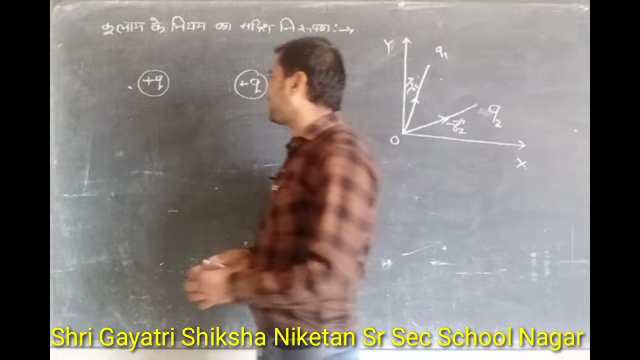 कूलाम के नियम का सदिश निरूपण:→
+q
+q
Y
q₁
r₁
q₂
r₂
O
X
Shri Gayatri Shiksha Niketan Sr Sec School Nagar